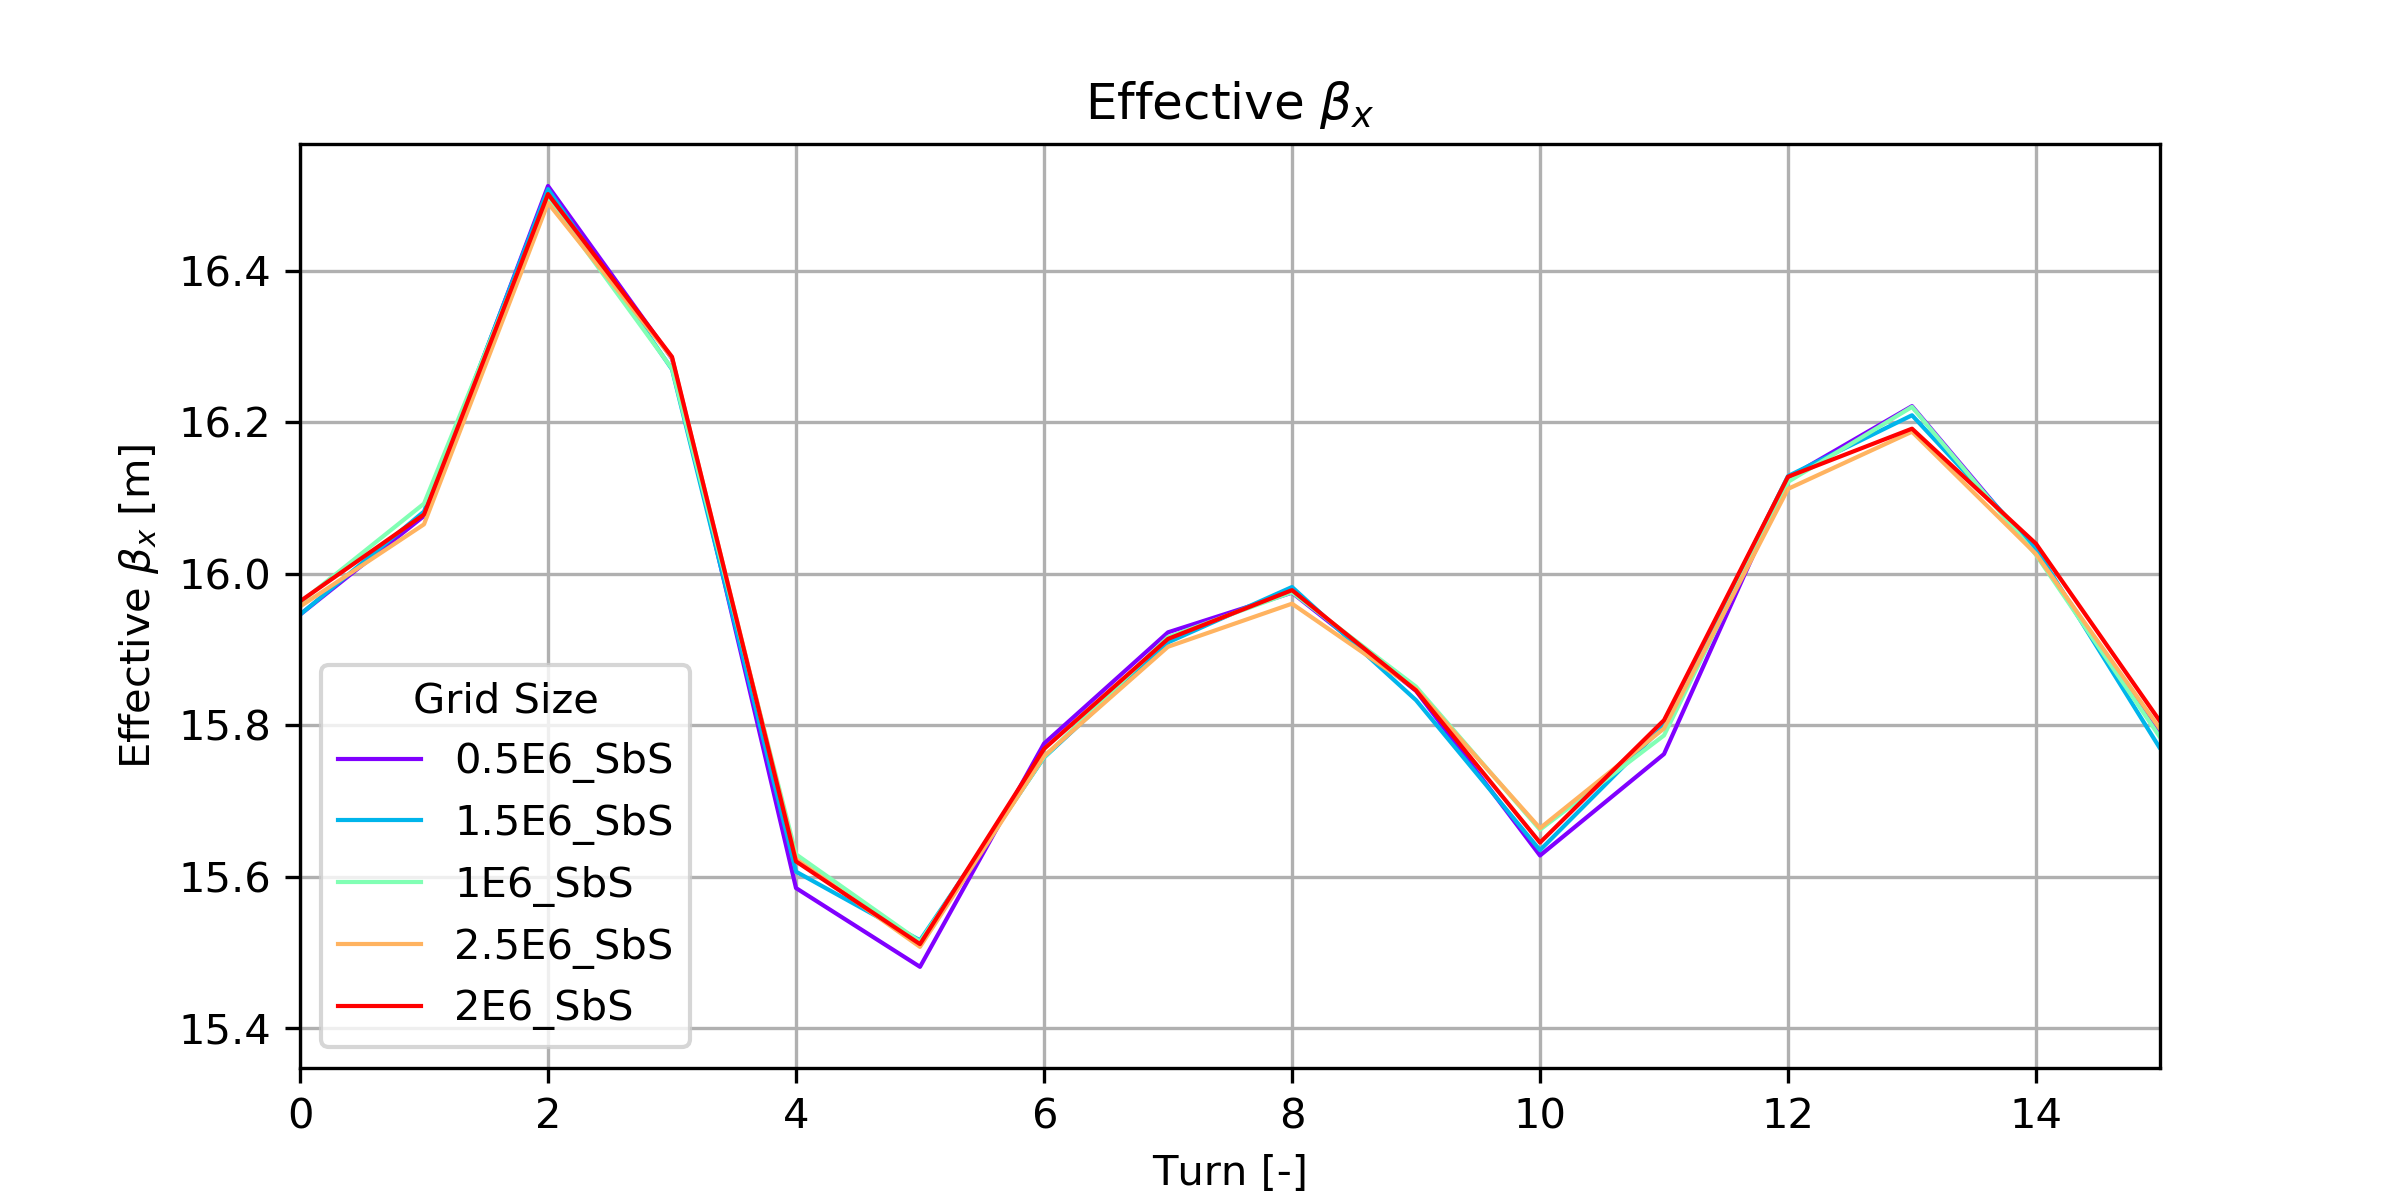 Effective βx
16.4
16.2
16.0
15.8
15.6
15.4
Effective βx [m]
Grid Size
0.5E6_SbS
1.5E6_SbS
1E6_SbS
2.5E6_SbS
2E6_SbS
0 2 4 6 8 10 12 14
Turn [-]